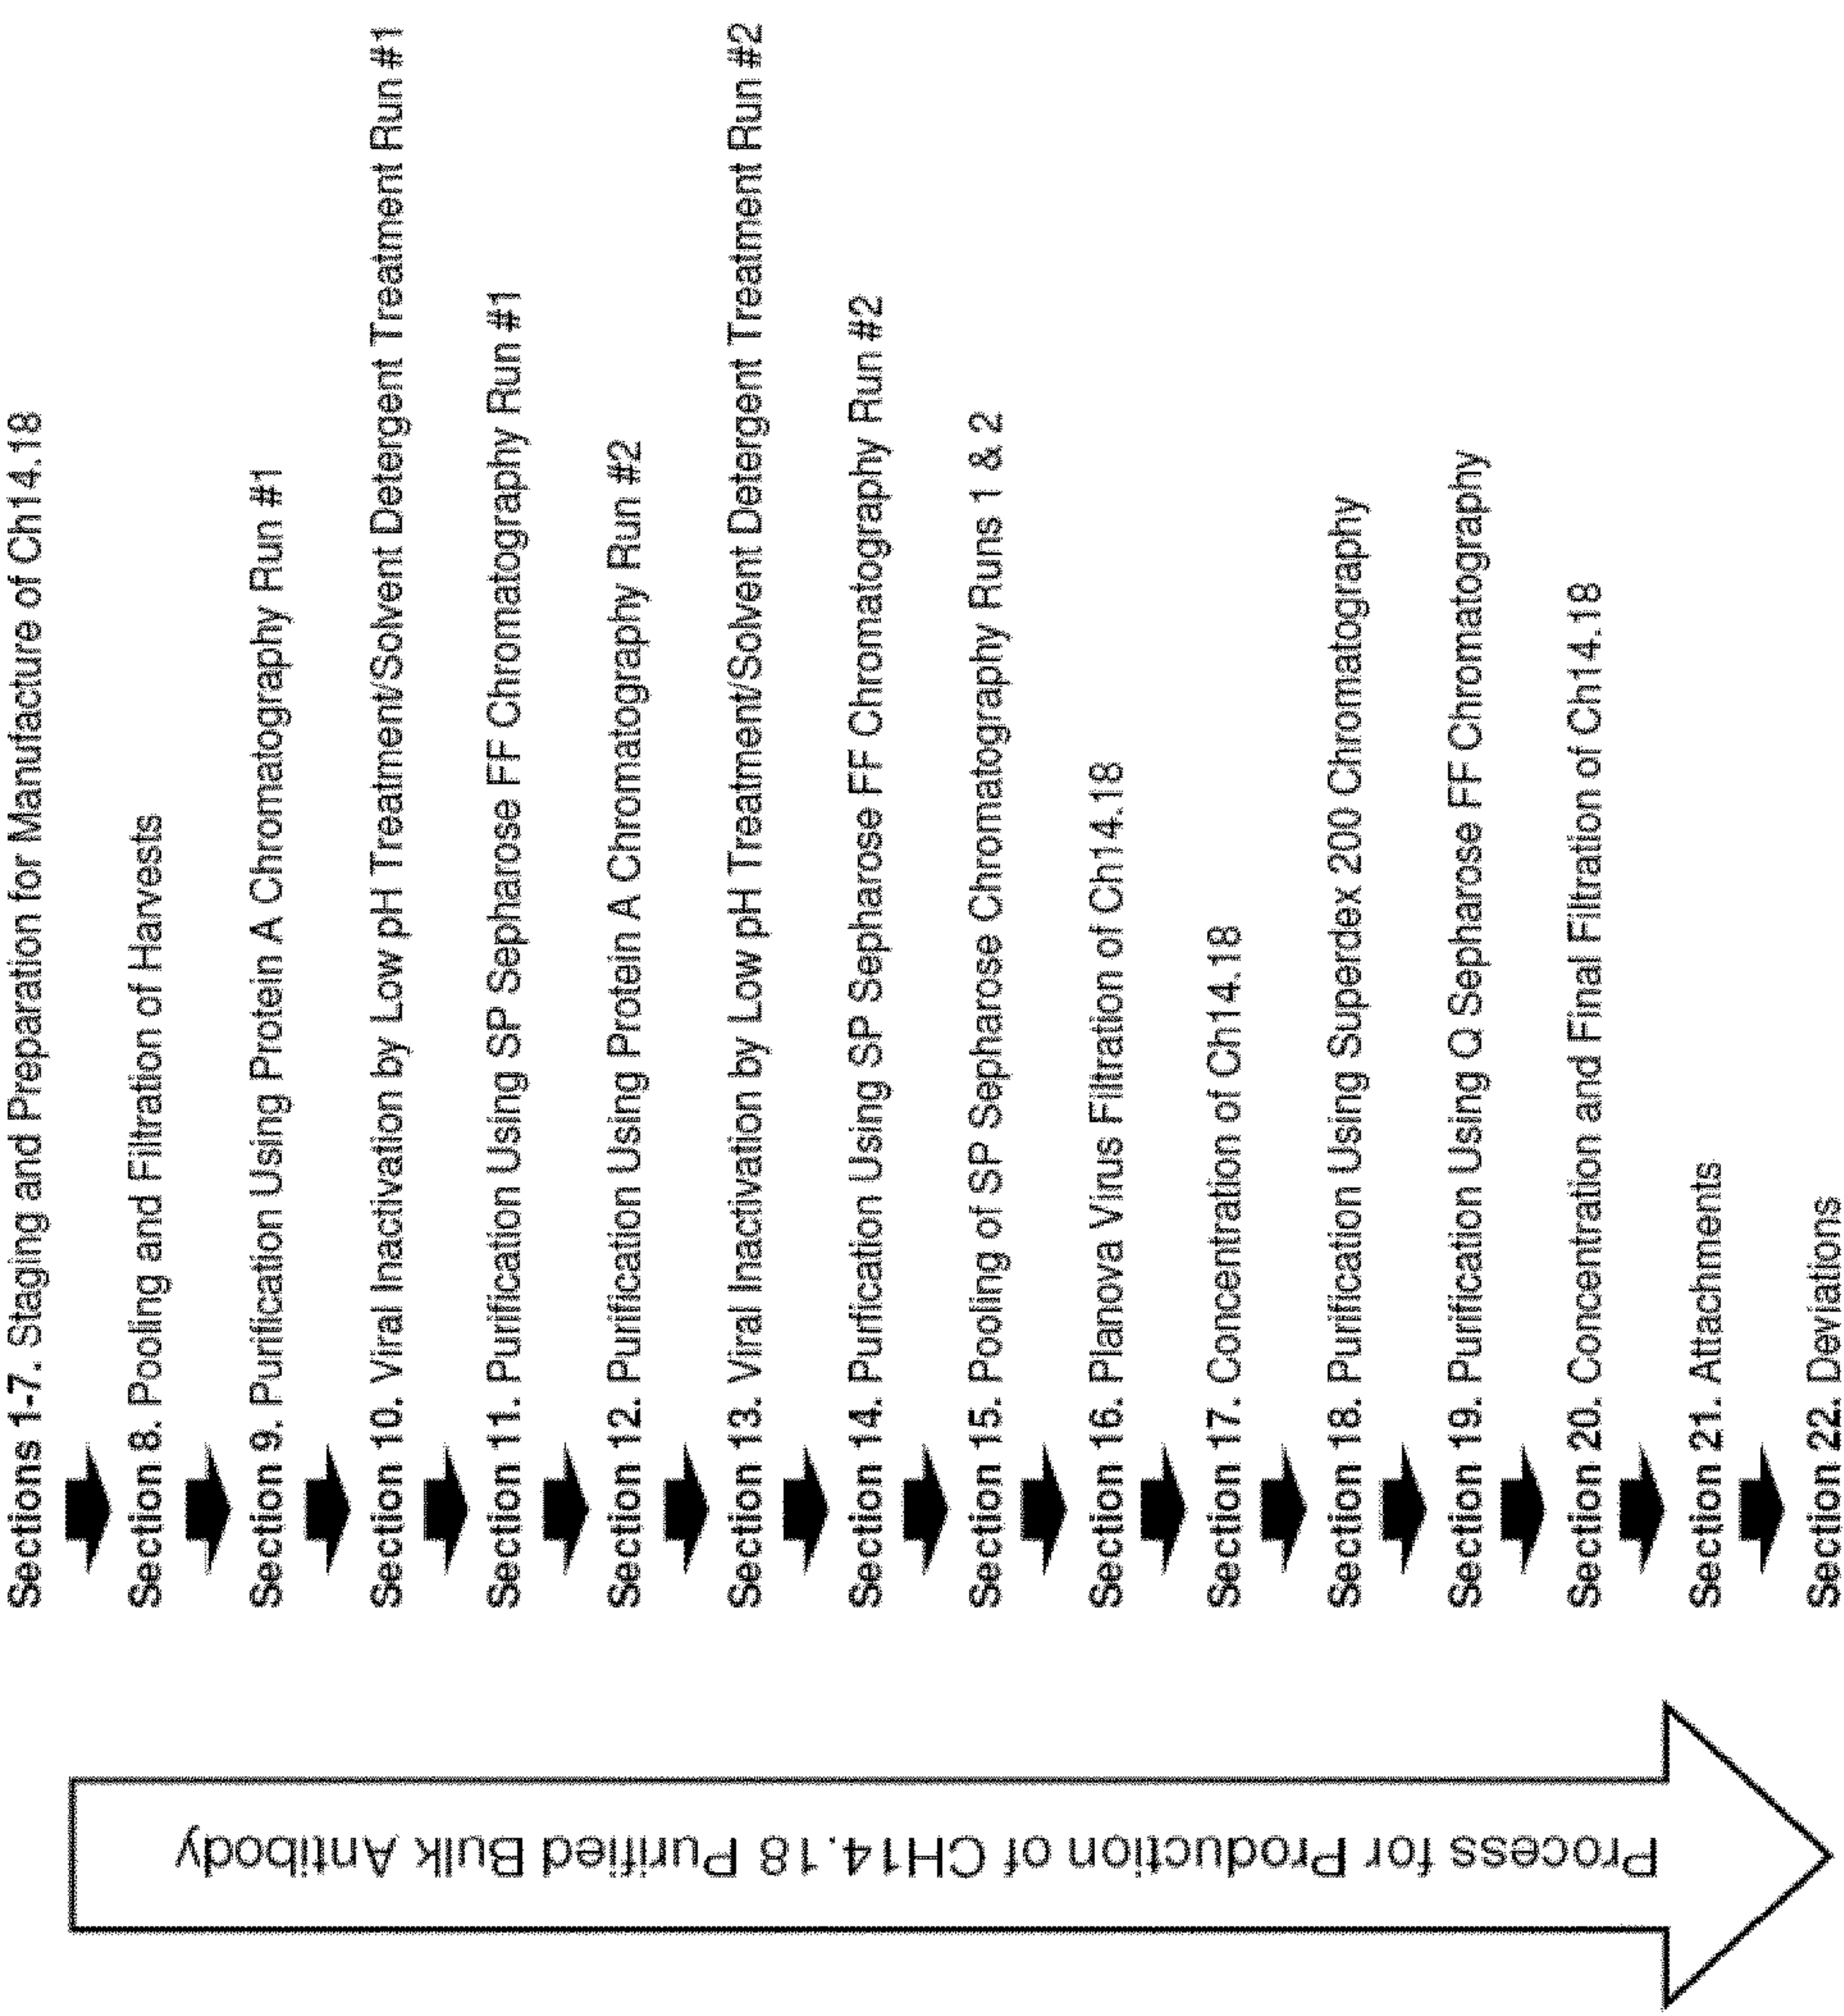 Sections 1-7. Staging and Preparation for Manufacture of Ch14.18
Section 8. Pooling and Filtration of Harvests
Section 9. Purification Using Protein A Chromatography Run #1
Section 10. Viral Inactivation by Low pH Treatment/Solvent Detergent Treatment Run #1
Section 11. Purification Using SP Sepharose FF Chromatography Run #1
Section 12. Purification Using Protein A Chromatography Run #2
Section 13. Viral Inactivation by Low pH Treatment/Solvent Detergent Treatment Run #2
Section 14. Purification Using SP Sepharose FF Chromatography Run #2
Section 15. Pooling of SP Sepharose Chromatography Runs 1 & 2
Section 16. Planova Virus Filtration of Ch14.18
Section 17. Concentration of Ch14.18
Section 18. Purification Using Superdex 200 Chromatography
Section 19. Purification Using Q Sepharose FF Chromatography
Section 20. Concentration and Final Filtration of Ch14.18
Section 21. Attachments
Section 22. Deviations
Process for Production of CH14.18 Purified Bulk Antibody